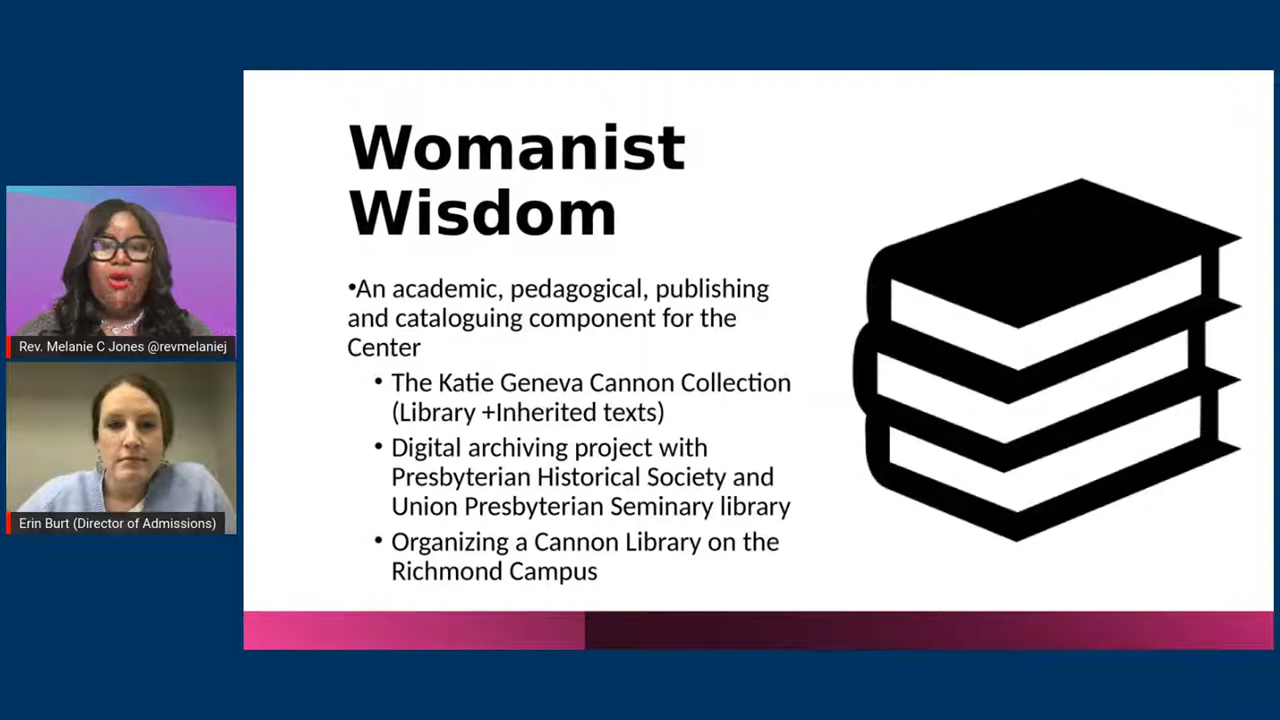 Womanist
Wisdom
•An academic, pedagogical, publishing
and cataloguing component for the
Center
• The Katie Geneva Cannon Collection
(Library +Inherited texts)
• Digital archiving project with
Presbyterian Historical Society and
Union Presbyterian Seminary library
• Organizing a Cannon Library on the
Richmond Campus
Rev. Melanie C Jones @revmelaniej
Erin Burt (Director of Admissions)